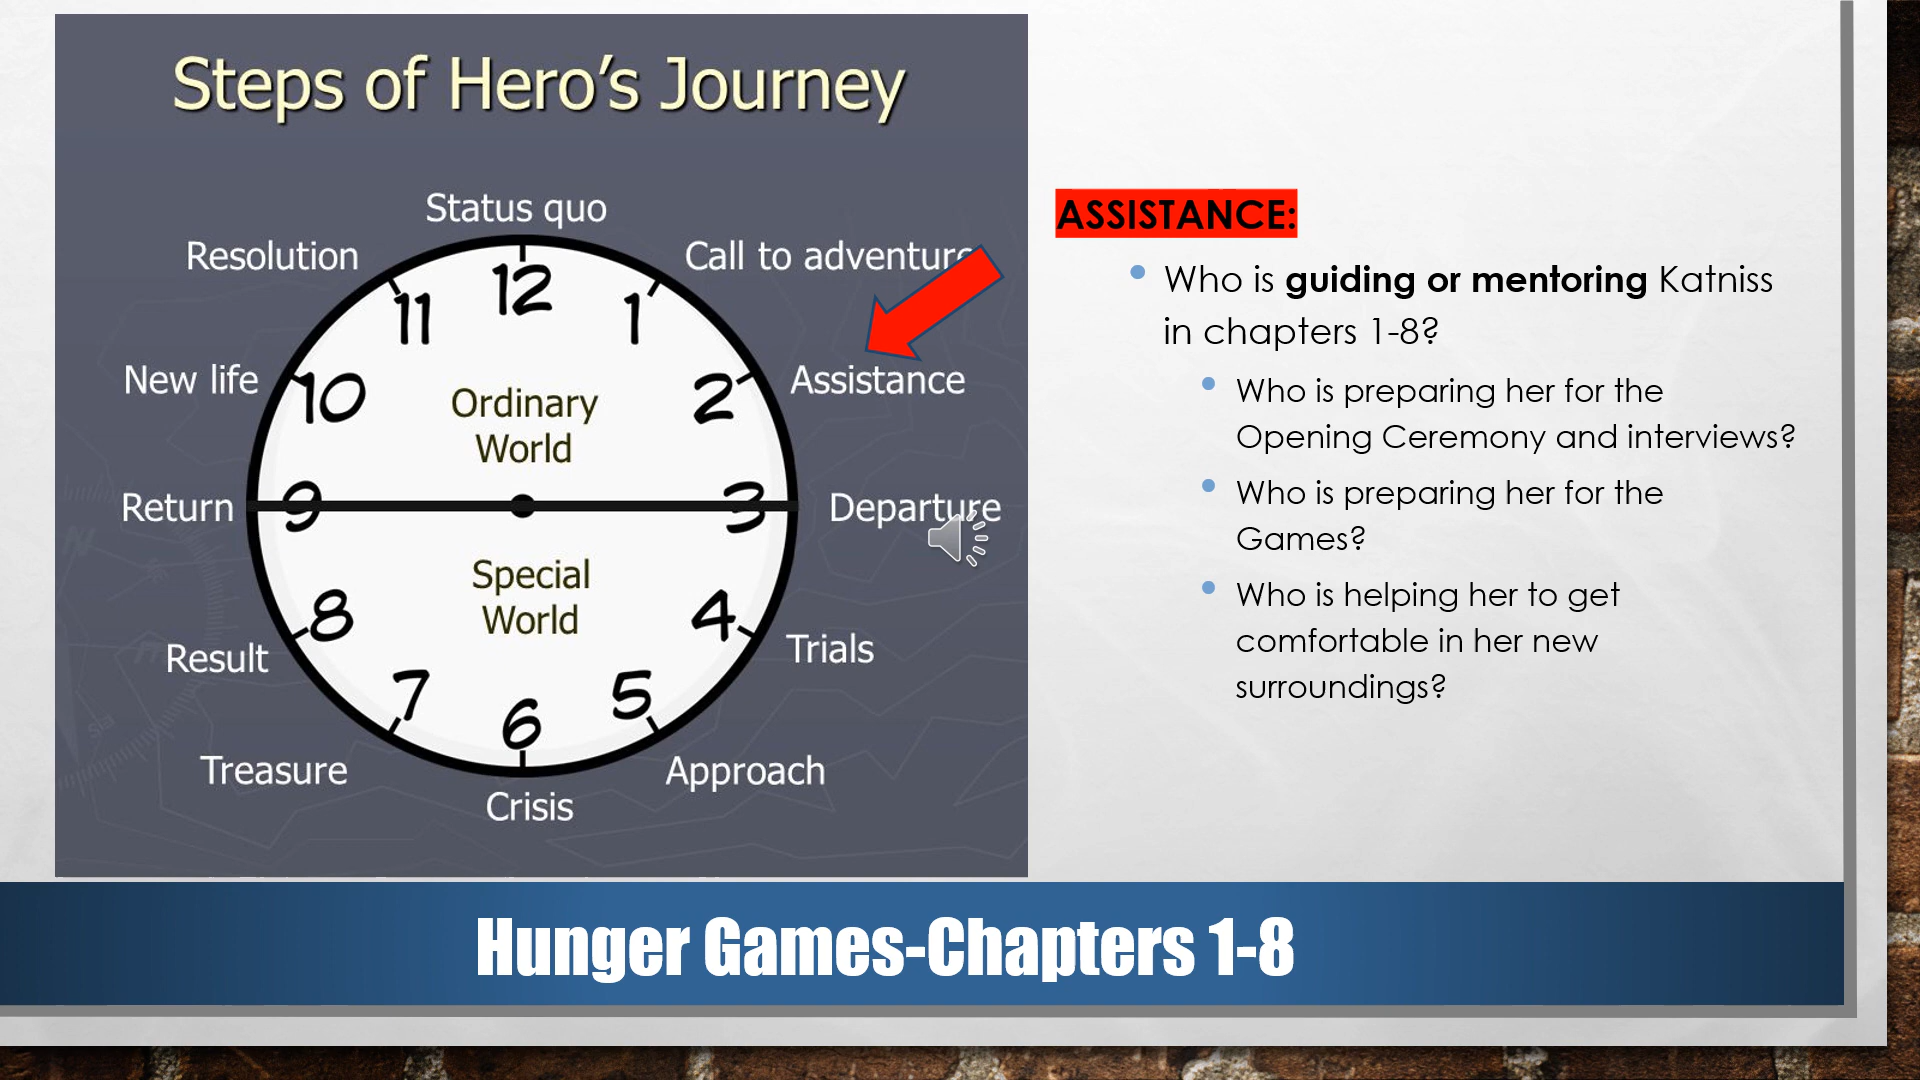 Steps of Hero's Journey
Status quo
Resolution
Call to adventure
12
11
1
New life
10
2
Assistance
Ordinary
World
Return
9
3
Departure
Special
World
8
4
Result
Trials
7
5
6
Treasure
Approach
Crisis
ASSISTANCE:
Who is guiding or mentoring Katniss
in chapters 1-8?
Who is preparing her for the
Opening Ceremony and interviews?
Who is preparing her for the
Games?
Who is helping her to get
comfortable in her new
surroundings?
Hunger Games-Chapters 1-8